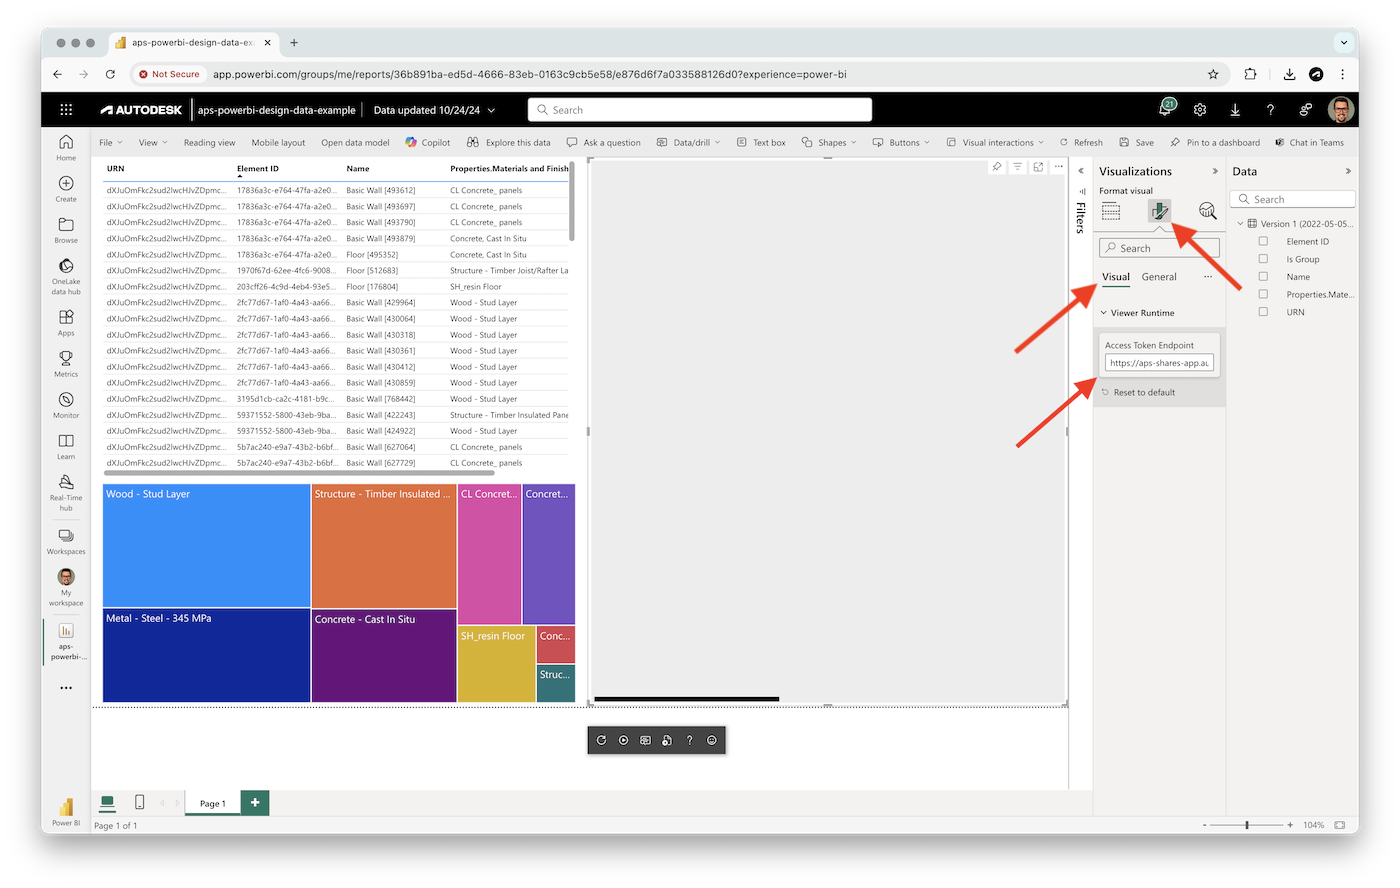 aps-powerbi-design-data-ex
Not Secure
app.powerbi.com/groups/me/reports/36b891ba-ed5d-4666-83eb-0163c9cb5e58/e876d6f7a033588126d0?experience=power-bi
AUTODESK
aps-powerbi-design-data-example
Data updated 10/24/24
Search
21
Home
Create
Browse
OneLake
data hub
Apps
Metrics
Monitor
Learn
Real-Time
hub
Workspaces
My
workspace
aps-
powerbi-...
Power BI
File
View
Reading view
Mobile layout
Open data model
Copilot
Explore this data
Ask a question
Data/drill
Text box
Shapes
Buttons
Visual interactions
Refresh
Save
Pin to a dashboard
Chat in Teams
URN Element ID Name Properties.Materials and Finish
dXJuOmFkc2sud2lwcHJvZDpmc... 17836a3c-e764-47fa-a2e0... Basic Wall [493612] CL Concrete_ panels
dXJuOmFkc2sud2lwcHJvZDpmc... 17836a3c-e764-47fa-a2e0... Basic Wall [493697] CL Concrete_ panels
dXJuOmFkc2sud2lwcHJvZDpmc... 17836a3c-e764-47fa-a2e0... Basic Wall [493790] CL Concrete_ panels
dXJuOmFkc2sud2lwcHJvZDpmc... 17836a3c-e764-47fa-a2e0... Basic Wall [493879] Concrete, Cast In Situ
dXJuOmFkc2sud2lwcHJvZDpmc... 17836a3c-e764-47fa-a2e0... Floor [495352] Concrete, Cast In Situ
dXJuOmFkc2sud2lwcHJvZDpmc... 1970f67d-62ee-4fc6-9008... Floor [512683] Structure - Timber Joist/Rafter La
dXJuOmFkc2sud2lwcHJvZDpmc... 203cff26-4c9d-4eb4-93e5... Floor [176804] SH_resin Floor
dXJuOmFkc2sud2lwcHJvZDpmc... 2fc77d67-1af0-4a43-aa66... Basic Wall [429964] Wood - Stud Layer
dXJuOmFkc2sud2lwcHJvZDpmc... 2fc77d67-1af0-4a43-aa66... Basic Wall [430064] Wood - Stud Layer
dXJuOmFkc2sud2lwcHJvZDpmc... 2fc77d67-1af0-4a43-aa66... Basic Wall [430318] Wood - Stud Layer
dXJuOmFkc2sud2lwcHJvZDpmc... 2fc77d67-1af0-4a43-aa66... Basic Wall [430361] Wood - Stud Layer
dXJuOmFkc2sud2lwcHJvZDpmc... 2fc77d67-1af0-4a43-aa66... Basic Wall [430412] Wood - Stud Layer
dXJuOmFkc2sud2lwcHJvZDpmc... 2fc77d67-1af0-4a43-aa66... Basic Wall [430859] Wood - Stud Layer
dXJuOmFkc2sud2lwcHJvZDpmc... 3195d1cb-ca2c-4181-b9c... Basic Wall [768442] Wood - Stud Layer
dXJuOmFkc2sud2lwcHJvZDpmc... 59371552-5800-43eb-9ba... Basic Wall [422243] Structure - Timber Insulated Pane
dXJuOmFkc2sud2lwcHJvZDpmc... 59371552-5800-43eb-9ba... Basic Wall [424922] Wood - Stud Layer
dXJuOmFkc2sud2lwcHJvZDpmc... 5b7ac240-e9a7-43b2-b6bf... Basic Wall [627064] CL Concrete_ panels
dXJuOmFkc2sud2lwcHJvZDpmc... 5b7ac240-e9a7-43b2-b6bf... Basic Wall [627729] CL Concrete_ panels
Wood - Stud Layer
Structure - Timber Insulated ...
CL Concret...
Concret...
Metal - Steel - 345 MPa
Concrete - Cast In Situ
SH_resin Floor
Conc...
Struc...
Filters
Visualizations
Format visual
Search
Visual
General
Viewer Runtime
Access Token Endpoint
https://aps-shares-app.au
Reset to default
Data
Search
Version 1 (2022-05-05...
Element ID
Is Group
Name
Properties.Mate...
URN
Page 1
Page 1 of 1
- + 104%